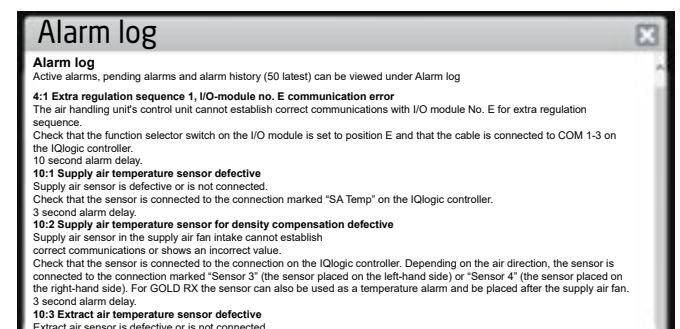 Alarm log
Alarm log
Active alarms, pending alarms and alarm history (50 latest) can be viewed under Alarm log
4:1 Extra regulation sequence 1, I/O-module no. E communication error
The air handling unit's control unit cannot establish correct communications with I/O module No. E for extra regulation
sequence.
Check that the function selector switch on the I/O module is set to position E and that the cable is connected to COM 1-3 on
the IQlogic controller.
10 second alarm delay.
10:1 Supply air temperature sensor defective
Supply air sensor is defective or is not connected.
Check that the sensor is connected to the connection marked “SA Temp” on the IQlogic controller.
3 second alarm delay.
10:2 Supply air temperature sensor for density compensation defective
Supply air sensor in the supply air fan intake cannot establish
correct communications or shows an incorrect value.
Check that the sensor is connected to the connection on the IQlogic controller. Depending on the air direction, the sensor is
connected to the connection marked “Sensor 3” (the sensor placed on the left-hand side) or “Sensor 4” (the sensor placed on
the right-hand side). For GOLD RX the sensor can also be used as a temperature alarm and be placed after the supply air fan.
3 second alarm delay.
10:3 Extract air temperature sensor defective
Extract air sensor is defective or is not connected